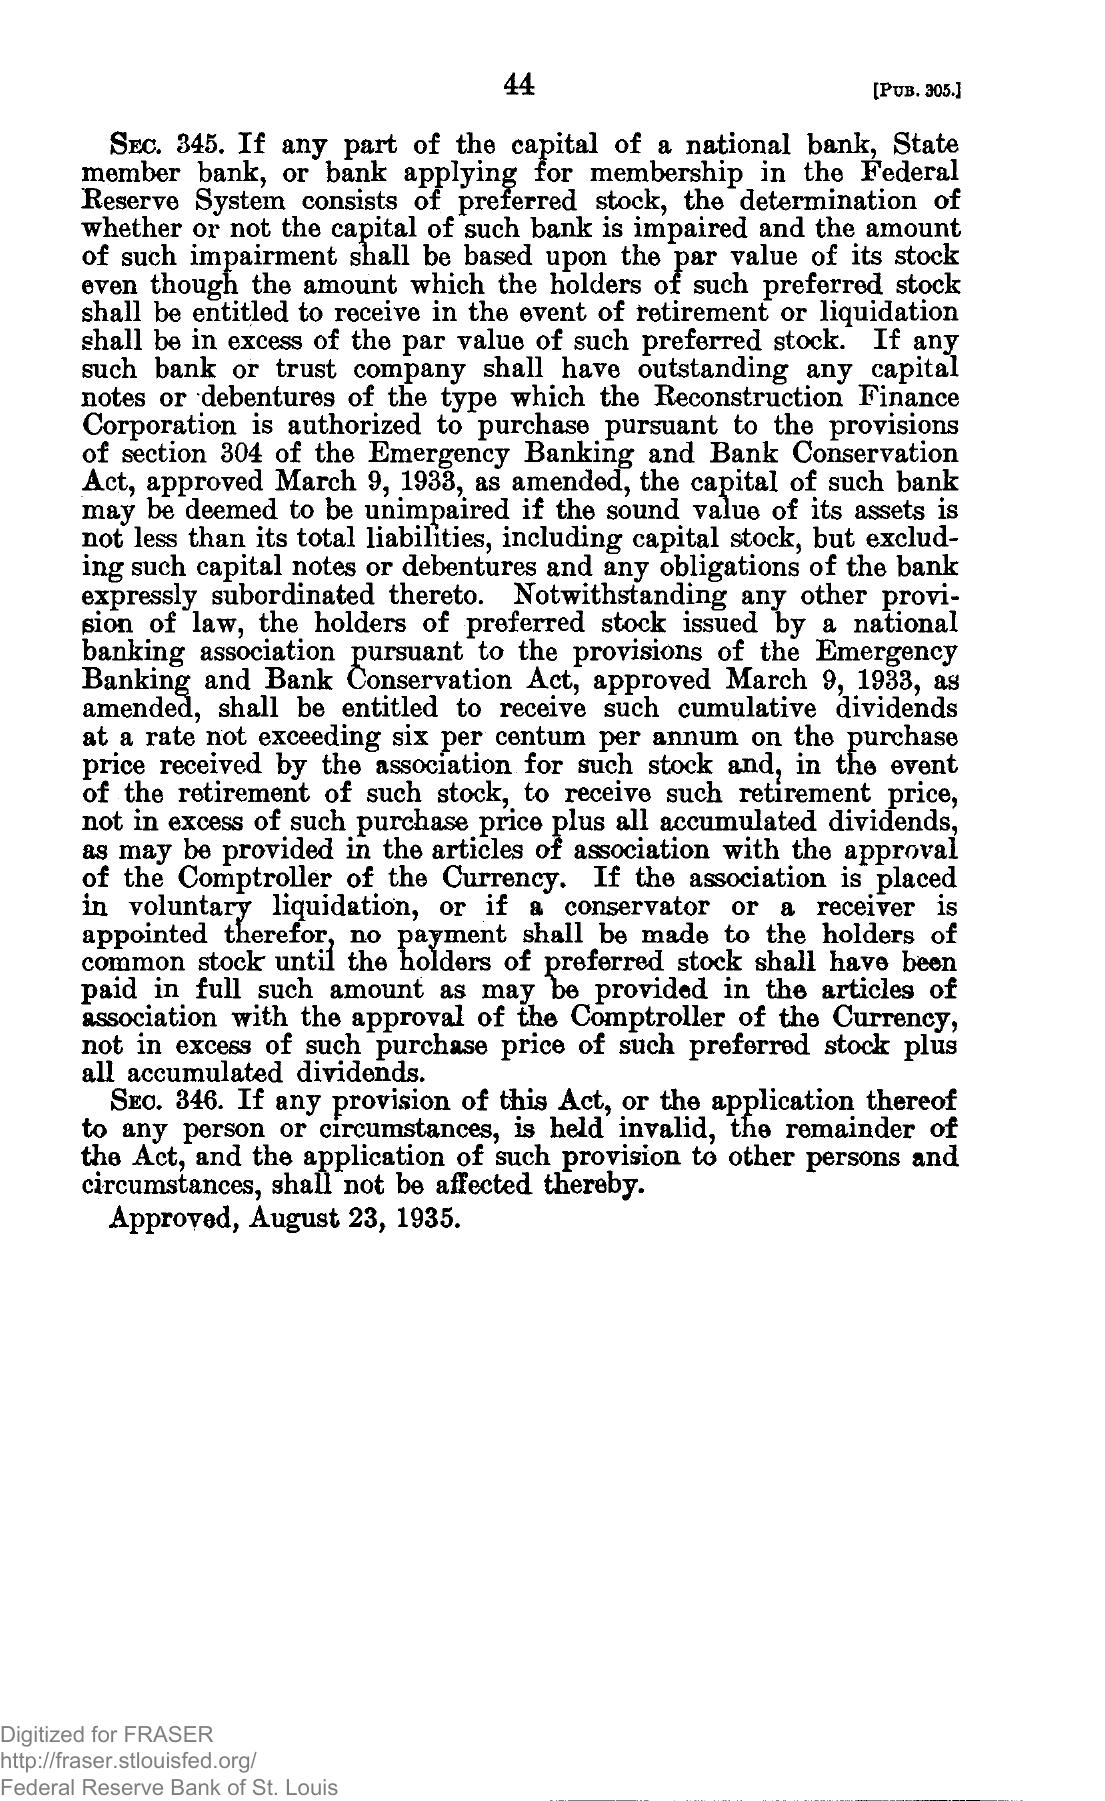 44
[PUB. 305.]
SEC. 345. If any part of the capital of a national bank, State
member bank, or bank applying for membership in the Federal
Reserve System consists of preferred stock, the determination of
whether or not the capital of such bank is impaired and the amount
of such impairment shall be based upon the par value of its stock
even though the amount which the holders of such preferred stock
shall be entitled to receive in the event of retirement or liquidation
shall be in excess of the par value of such preferred stock. If any
such bank or trust company shall have outstanding any capital
notes or debentures of the type which the Reconstruction Finance
Corporation is authorized to purchase pursuant to the provisions
of section 304 of the Emergency Banking and Bank Conservation
Act, approved March 9, 1933, as amended, the capital of such bank
may be deemed to be unimpaired if the sound value of its assets is
not less than its total liabilities, including capital stock, but exclud-
ing such capital notes or debentures and any obligations of the bank
expressly subordinated thereto. Notwithstanding any other provi-
sion of law, the holders of preferred stock issued by a national
banking association pursuant to the provisions of the Emergency
Banking and Bank Conservation Act, approved March 9, 1933, as
amended, shall be entitled to receive such cumulative dividends
at a rate not exceeding six per centum per annum on the purchase
price received by the association for such stock and, in the event
of the retirement of such stock, to receive such retirement price,
not in excess of such purchase price plus all accumulated dividends,
as may be provided in the articles of association with the approval
of the Comptroller of the Currency. If the association is placed
in voluntary liquidation, or if a conservator or a receiver is
appointed therefor, no payment shall be made to the holders of
common stock until the holders of preferred stock shall have been
paid in full such amount as may be provided in the articles of
association with the approval of the Comptroller of the Currency,
not in excess of such purchase price of such preferred stock plus
all accumulated dividends.
SEC. 346. If any provision of this Act, or the application thereof
to any person or circumstances, is held invalid, the remainder of
the Act, and the application of such provision to other persons and
circumstances, shall not be affected thereby.
Approved, August 23, 1935.
Digitized for FRASER
http://fraser.stlouisfed.org/
Federal Reserve Bank of St. Louis